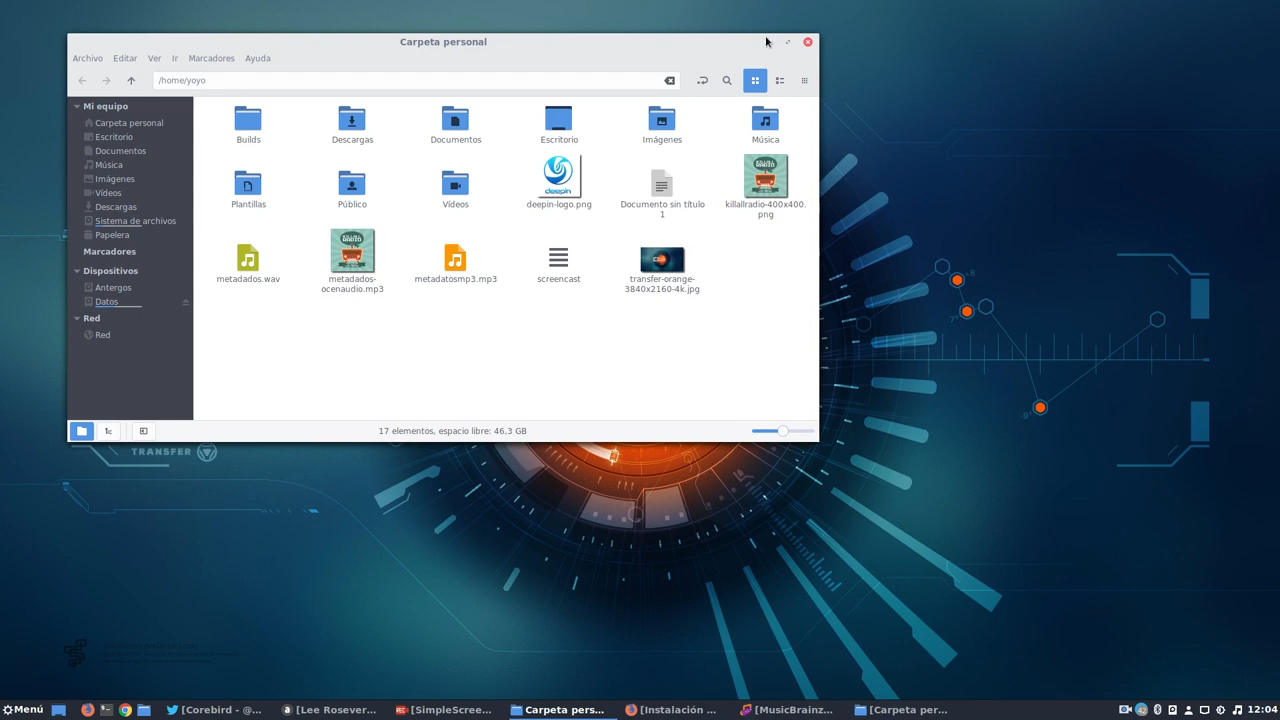 Carpeta personal
Archivo Editar Ver Ir Marcadores Ayuda
/home/yoyo
Mi equipo
Carpeta personal
Escritorio
Documentos
Música
Imágenes
Vídeos
Descargas
Sistema de archivos
Papelera
Marcadores
Dispositivos
Antergos
Datos
Red
Red
Builds
Descargas
Documentos
Escritorio
Imágenes
Música
Plantillas
Público
Vídeos
deepin
deepin-logo.png
Documento sin título
1
killallradio-400x400.
png
metadados.wav
metadados-
ocenaudio.mp3
metadatosmp3.mp3
screencast
transfer-orange-
3840x2160-4k.jpg
17 elementos, espacio libre: 46,3 GB
TRANSFER
Menú
[Corebird - @...
[Lee Rosever...
[SimpleScree...
Carpeta pers...
[Instalación ...
[MusicBrainz...
[Carpeta per...
12:04